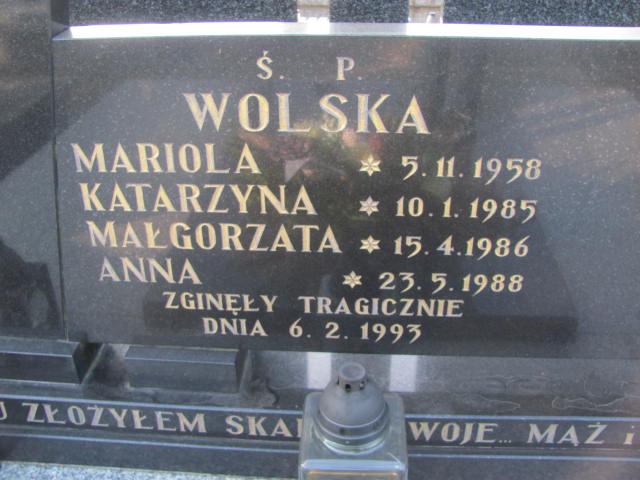 Ś. P.
WOLSKA
MARIOLA * 5.11.1958
KATARZYNA * 10.1.1985
MAŁGORZATA * 15.4.1986
ANNA * 23.5.1988
ZGINĘŁY TRAGICZNIE
DNIA 6.2.1993
U ZŁOŻYŁEM WOJE... MĄŻ i